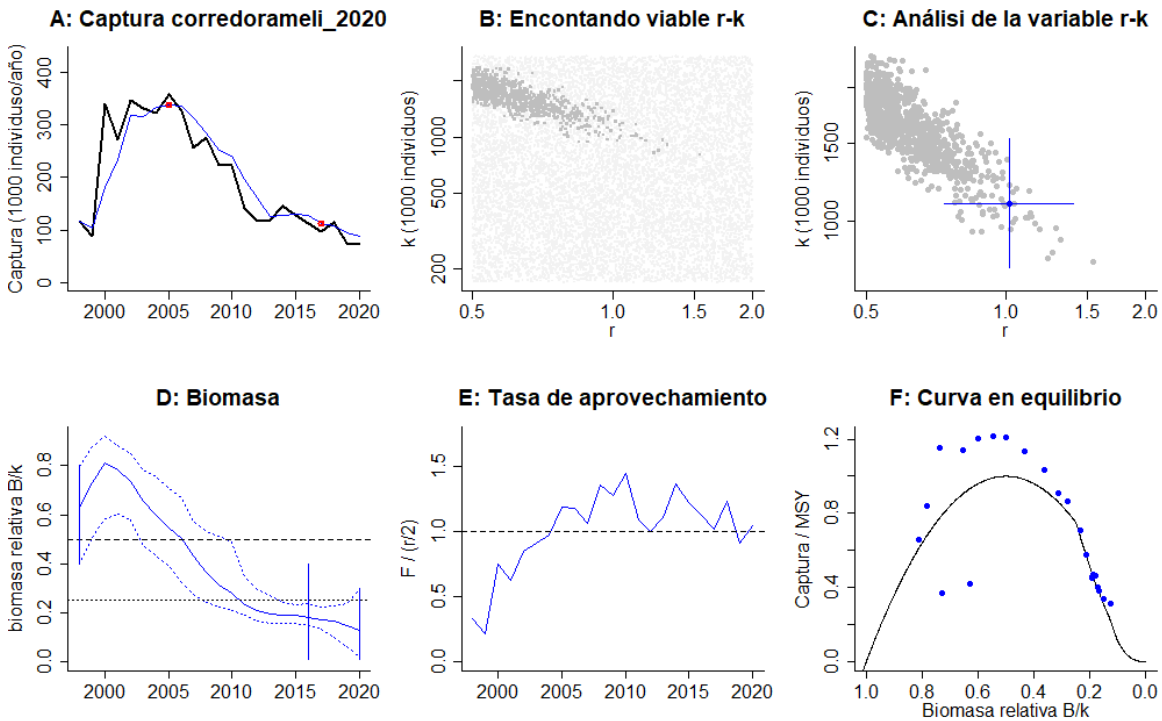 A: Captura corredorameli_2020
Captura (1000 individuso/año)
0 100 200 300 400
2000 2005 2010 2015 2020
B: Encontando viable r-k
k (1000 individuos)
200 500 1000
0.5 1.0 1.5 2.0
r
C: Análisi de la variable r-k
k (1000 individuos)
1000 1500
0.5 1.0 1.5 2.0
r
D: Biomasa
biomasa relativa B/k
0.0 0.2 0.4 0.6 0.8
2000 2005 2010 2015 2020
E: Tasa de aprovechamiento
F / (r/2)
0.0 0.5 1.0 1.5
2000 2005 2010 2015 2020
F: Curva en equilibrio
Captura / MSY
0.0 0.4 0.8 1.2
1.0 0.8 0.6 0.4 0.2 0.0
Biomasa relativa B/k